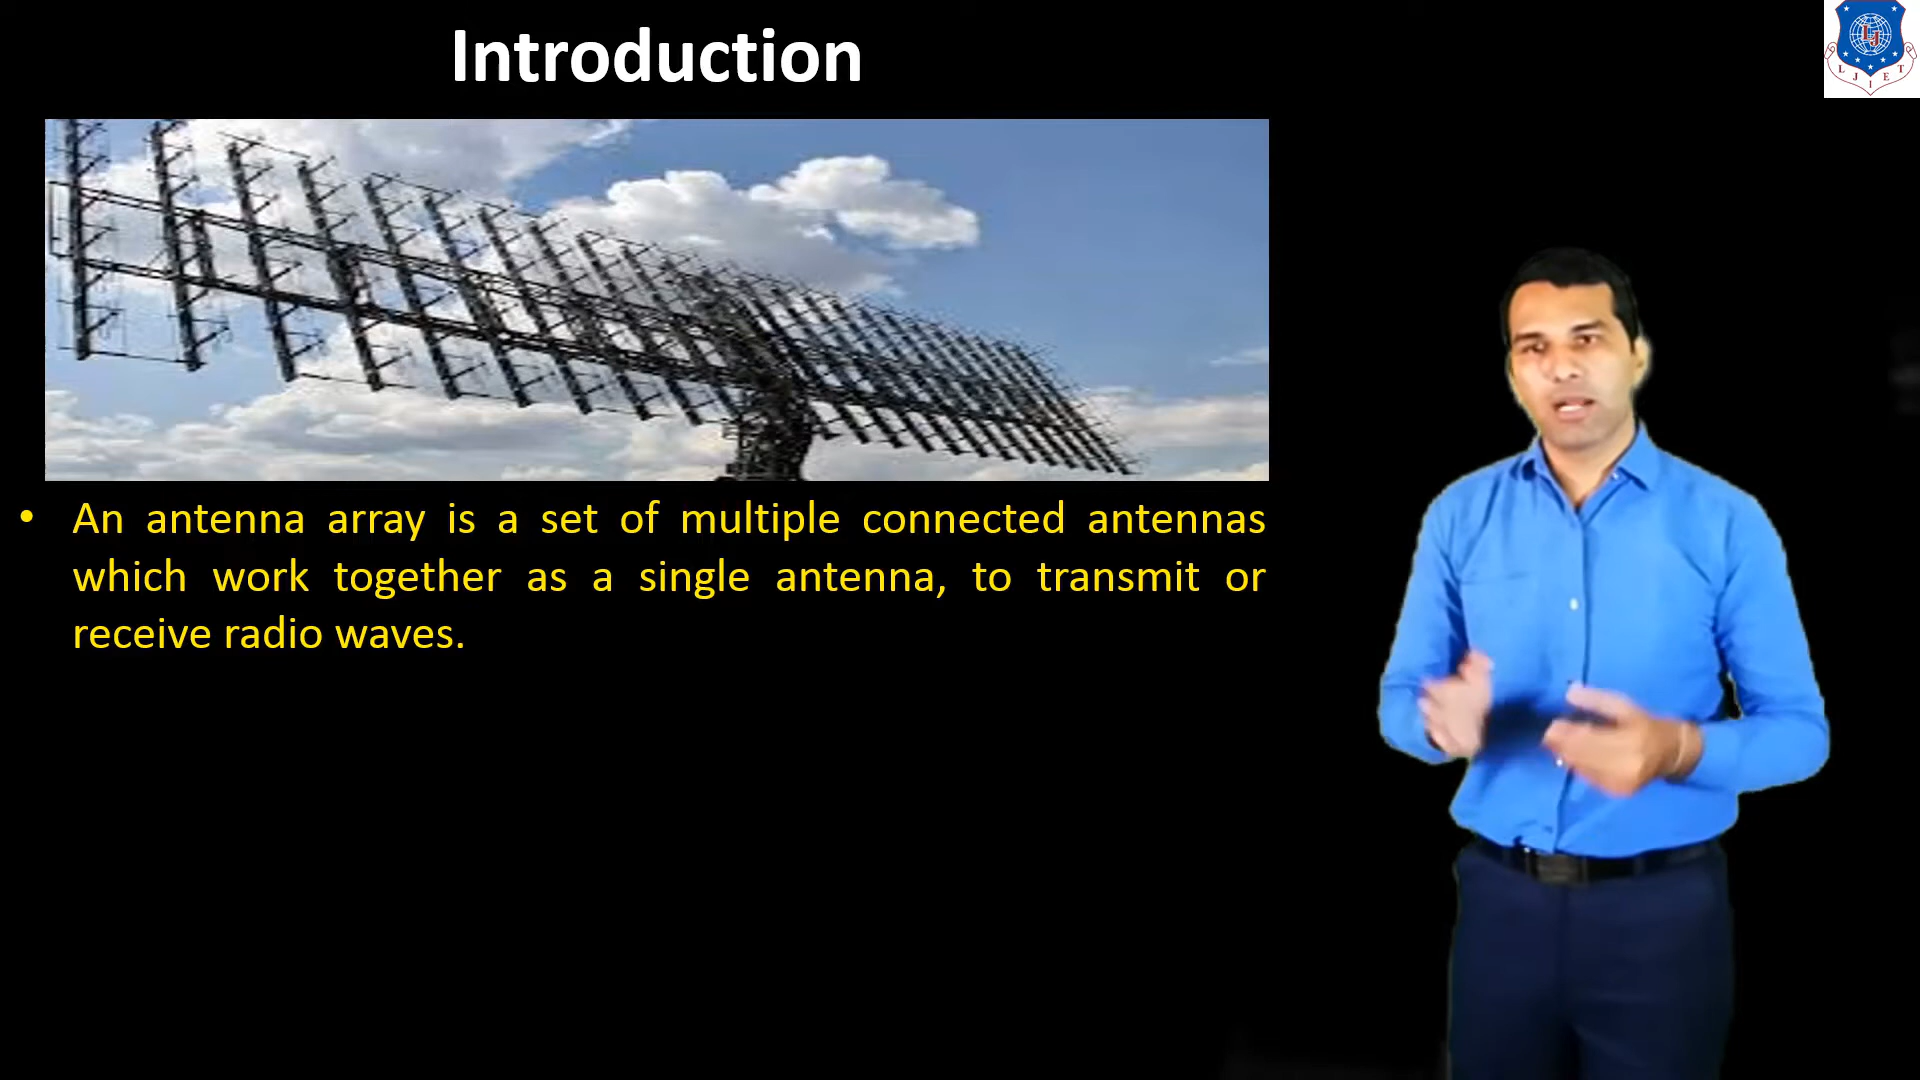 Introduction
LJ
L J I E T
• An antenna array is a set of multiple connected antennas
which work together as a single antenna, to transmit or
receive radio waves.